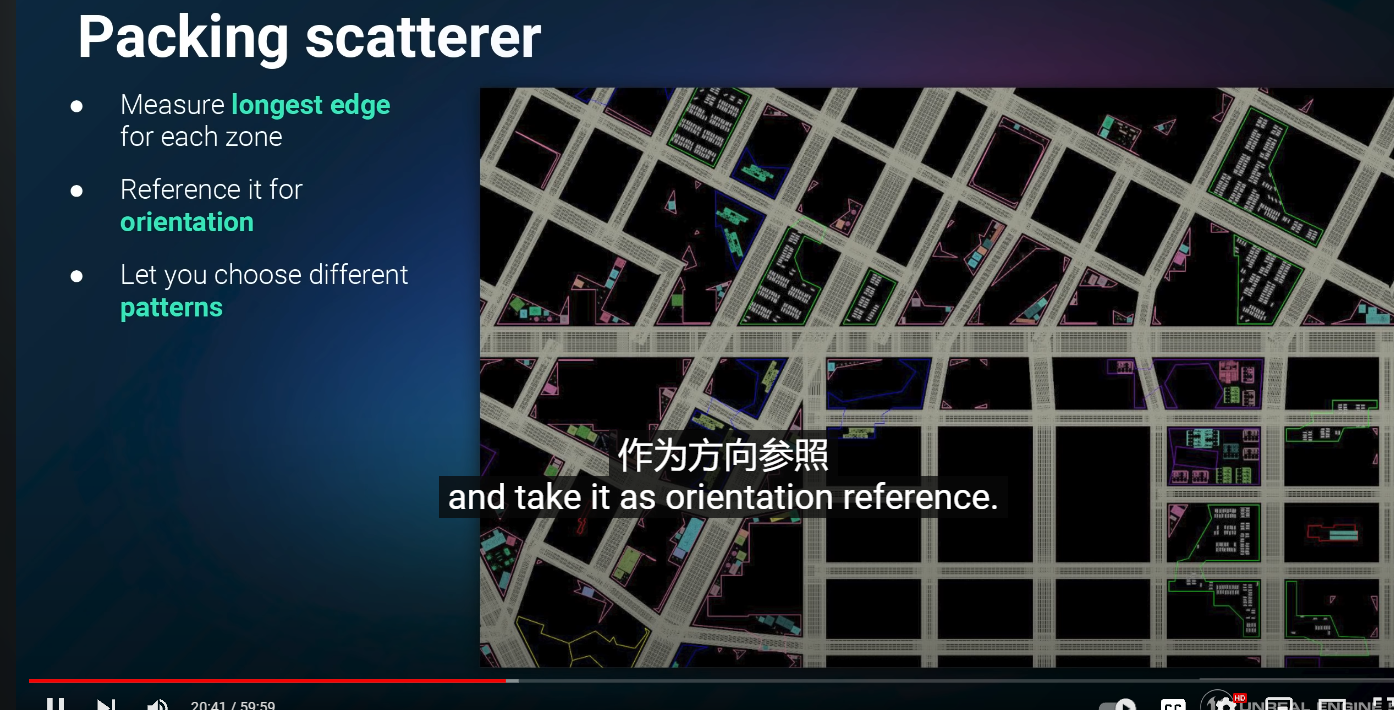 Packing scatterer
● Measure longest edge
for each zone
● Reference it for
orientation
● Let you choose different
patterns
作为方向参照
and take it as orientation reference.
20:41 / 59:59
CC
HD
UNREAL ENGINE